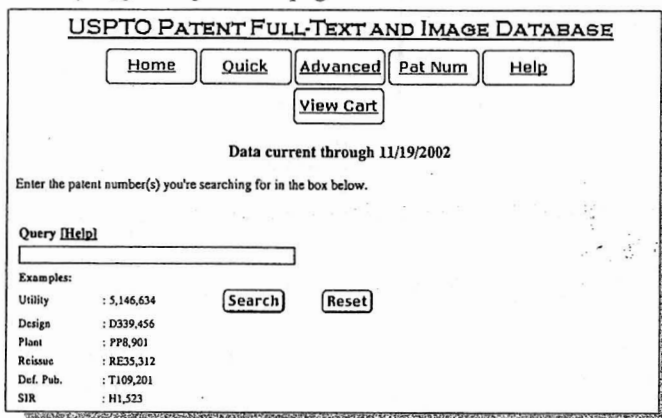 USPTO PATENT FULL-TEXT AND IMAGE DATABASE
Home Quick Advanced Pat Num Help
View Cart
Data current through 11/19/2002
Enter the patent number(s) you're searching for in the box below.
Query [Help]
Examples:
Utility : 5,146,634 Search Reset
Design : D339,456
Plant : PP8,901
Reissue : RE35,312
Def. Pub. : T109,201
SIR : H1,523